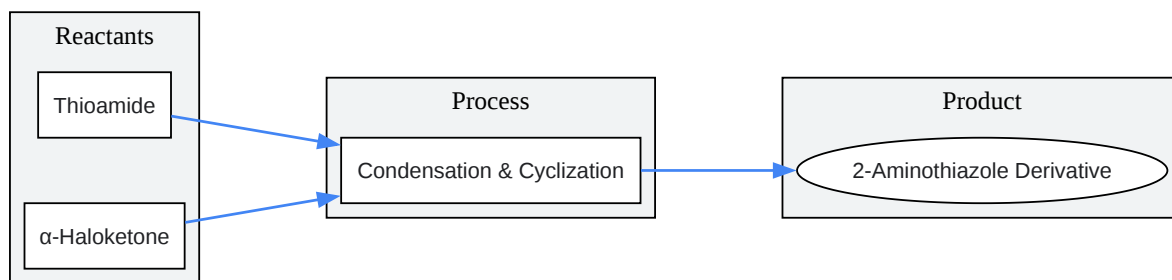 Reactants
Thioamide
α-Haloketone
Process
Condensation & Cyclization
Product
2-Aminothiazole Derivative